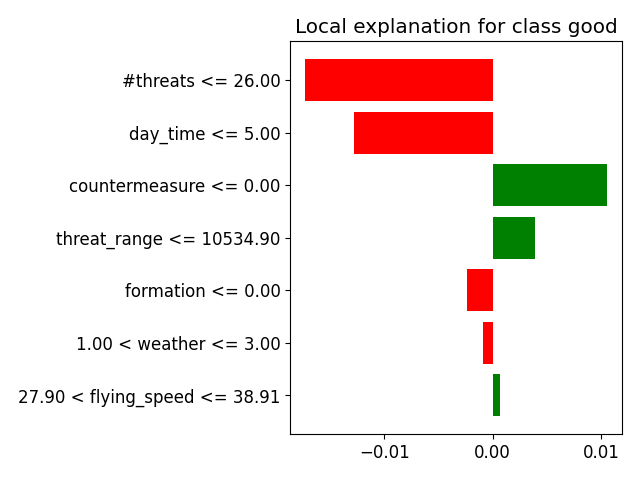 Local explanation for class good
#threats <= 26.00
day_time <= 5.00
countermeasure <= 0.00
threat_range <= 10534.90
formation <= 0.00
1.00 < weather <= 3.00
27.90 < flying_speed <= 38.91
−0.01 0.00 0.01